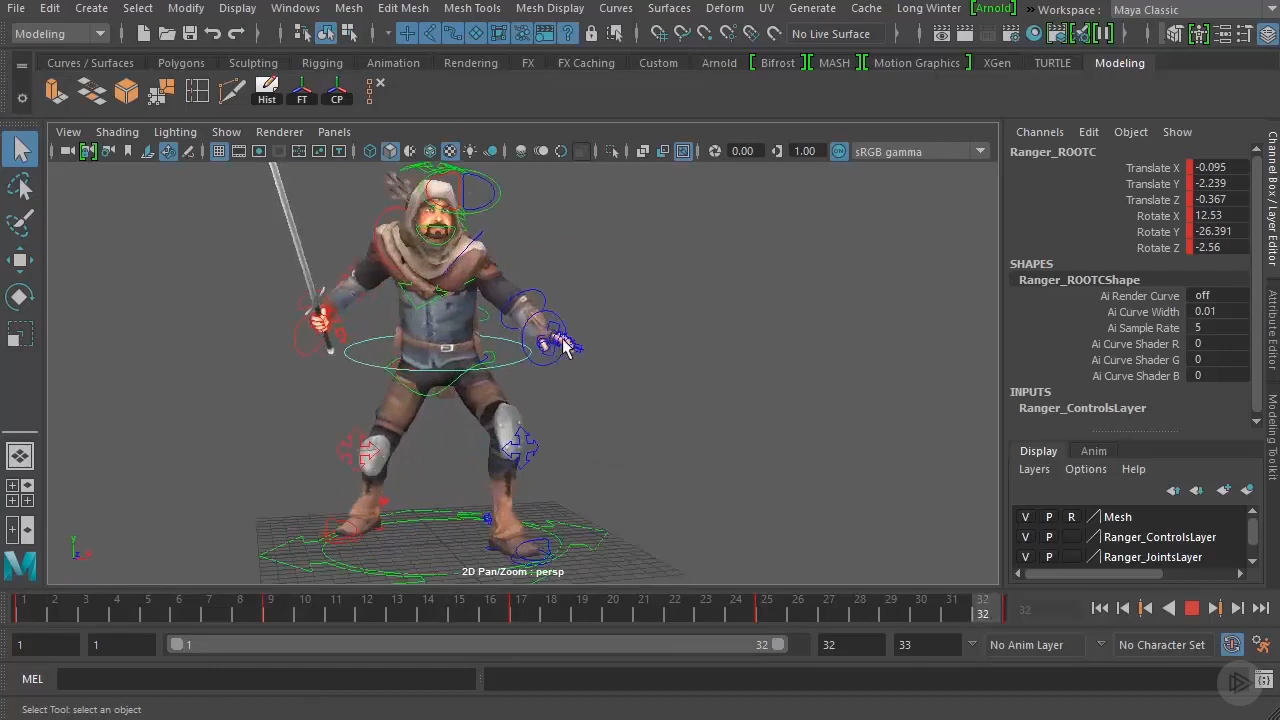 File Edit Create Select Modify Display Windows Mesh Edit Mesh Mesh Tools Mesh Display Curves Surfaces Deform UV Generate Cache Long Winter [Arnold] » Workspace : Maya Classic
Modeling No Live Surface
Curves / Surfaces Polygons Sculpting Rigging Animation Rendering FX FX Caching Custom Arnold Bifrost MASH Motion Graphics XGen TURTLE Modeling
Hist FT CP
View Shading Lighting Show Renderer Panels
0.00 1.00 sRGB gamma
Channels Edit Object Show
Ranger_ROOTC
Translate X -0.095
Translate Y -2.239
Translate Z -0.367
Rotate X 12.53
Rotate Y -26.391
Rotate Z -2.56
SHAPES
Ranger_ROOTCShape
Ai Render Curve off
Ai Curve Width 0.01
Ai Sample Rate 5
Ai Curve Shader R 0
Ai Curve Shader G 0
Ai Curve Shader B 0
INPUTS
Ranger_ControlsLayer
Display Anim
Layers Options Help
V P R Mesh
V P Ranger_ControlsLayer
V P Ranger_JointsLayer
Channel Box / Layer Editor
Attribute Editor
Modeling Toolkit
2D Pan/Zoom : persp
1 2 3 4 5 6 7 8 9 10 11 12 13 14 15 16 17 18 19 20 21 22 23 24 25 26 27 28 29 30 31 32
32 32
1 1 1 32 32 33 No Anim Layer No Character Set
MEL
Select Tool: select an object